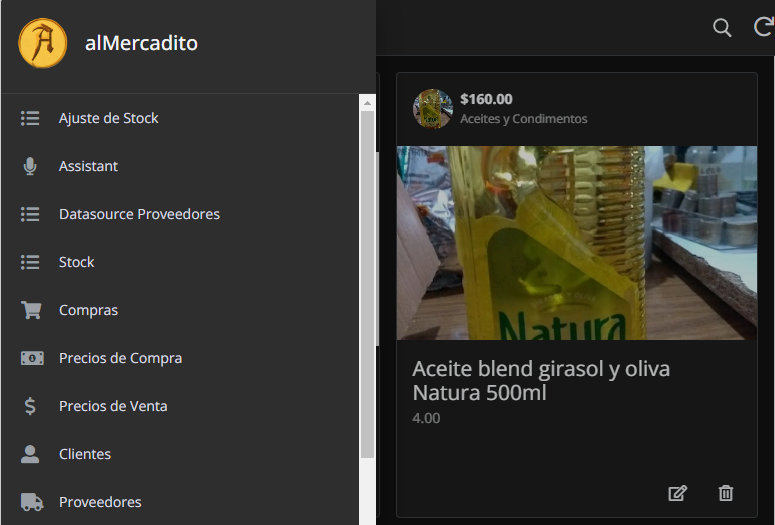 alMercadito
Ajuste de Stock
Assistant
Datasource Proveedores
Stock
Compras
Precios de Compra
Precios de Venta
Clientes
Proveedores
$160.00
Aceites y Condimentos
Natura
Aceite blend girasol y oliva
Natura 500ml
4.00